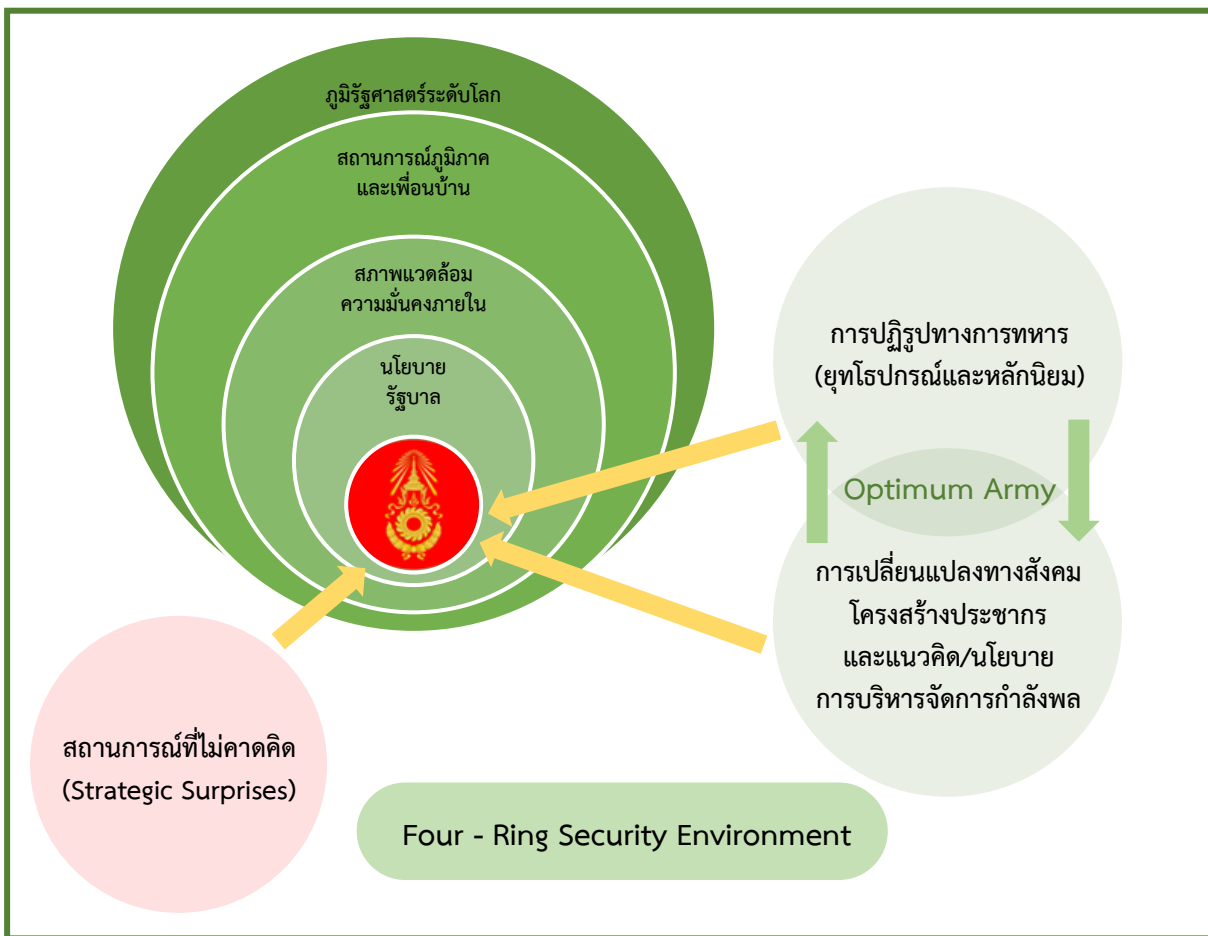 ภูมิรัฐศาสตร์ระดับโลก
สถานการณ์ภูมิภาค
และเพื่อนบ้าน
สภาพแวดล้อม
ความมั่นคงภายใน
นโยบาย
รัฐบาล
การปฏิรูปทางการทหาร
(ยุทโธปกรณ์และหลักนิยม)
Optimum Army
การเปลี่ยนแปลงทางสังคม
โครงสร้างประชากร
และแนวคิด/นโยบาย
การบริหารจัดการกำลังพล
สถานการณ์ที่ไม่คาดคิด
(Strategic Surprises)
Four - Ring Security Environment